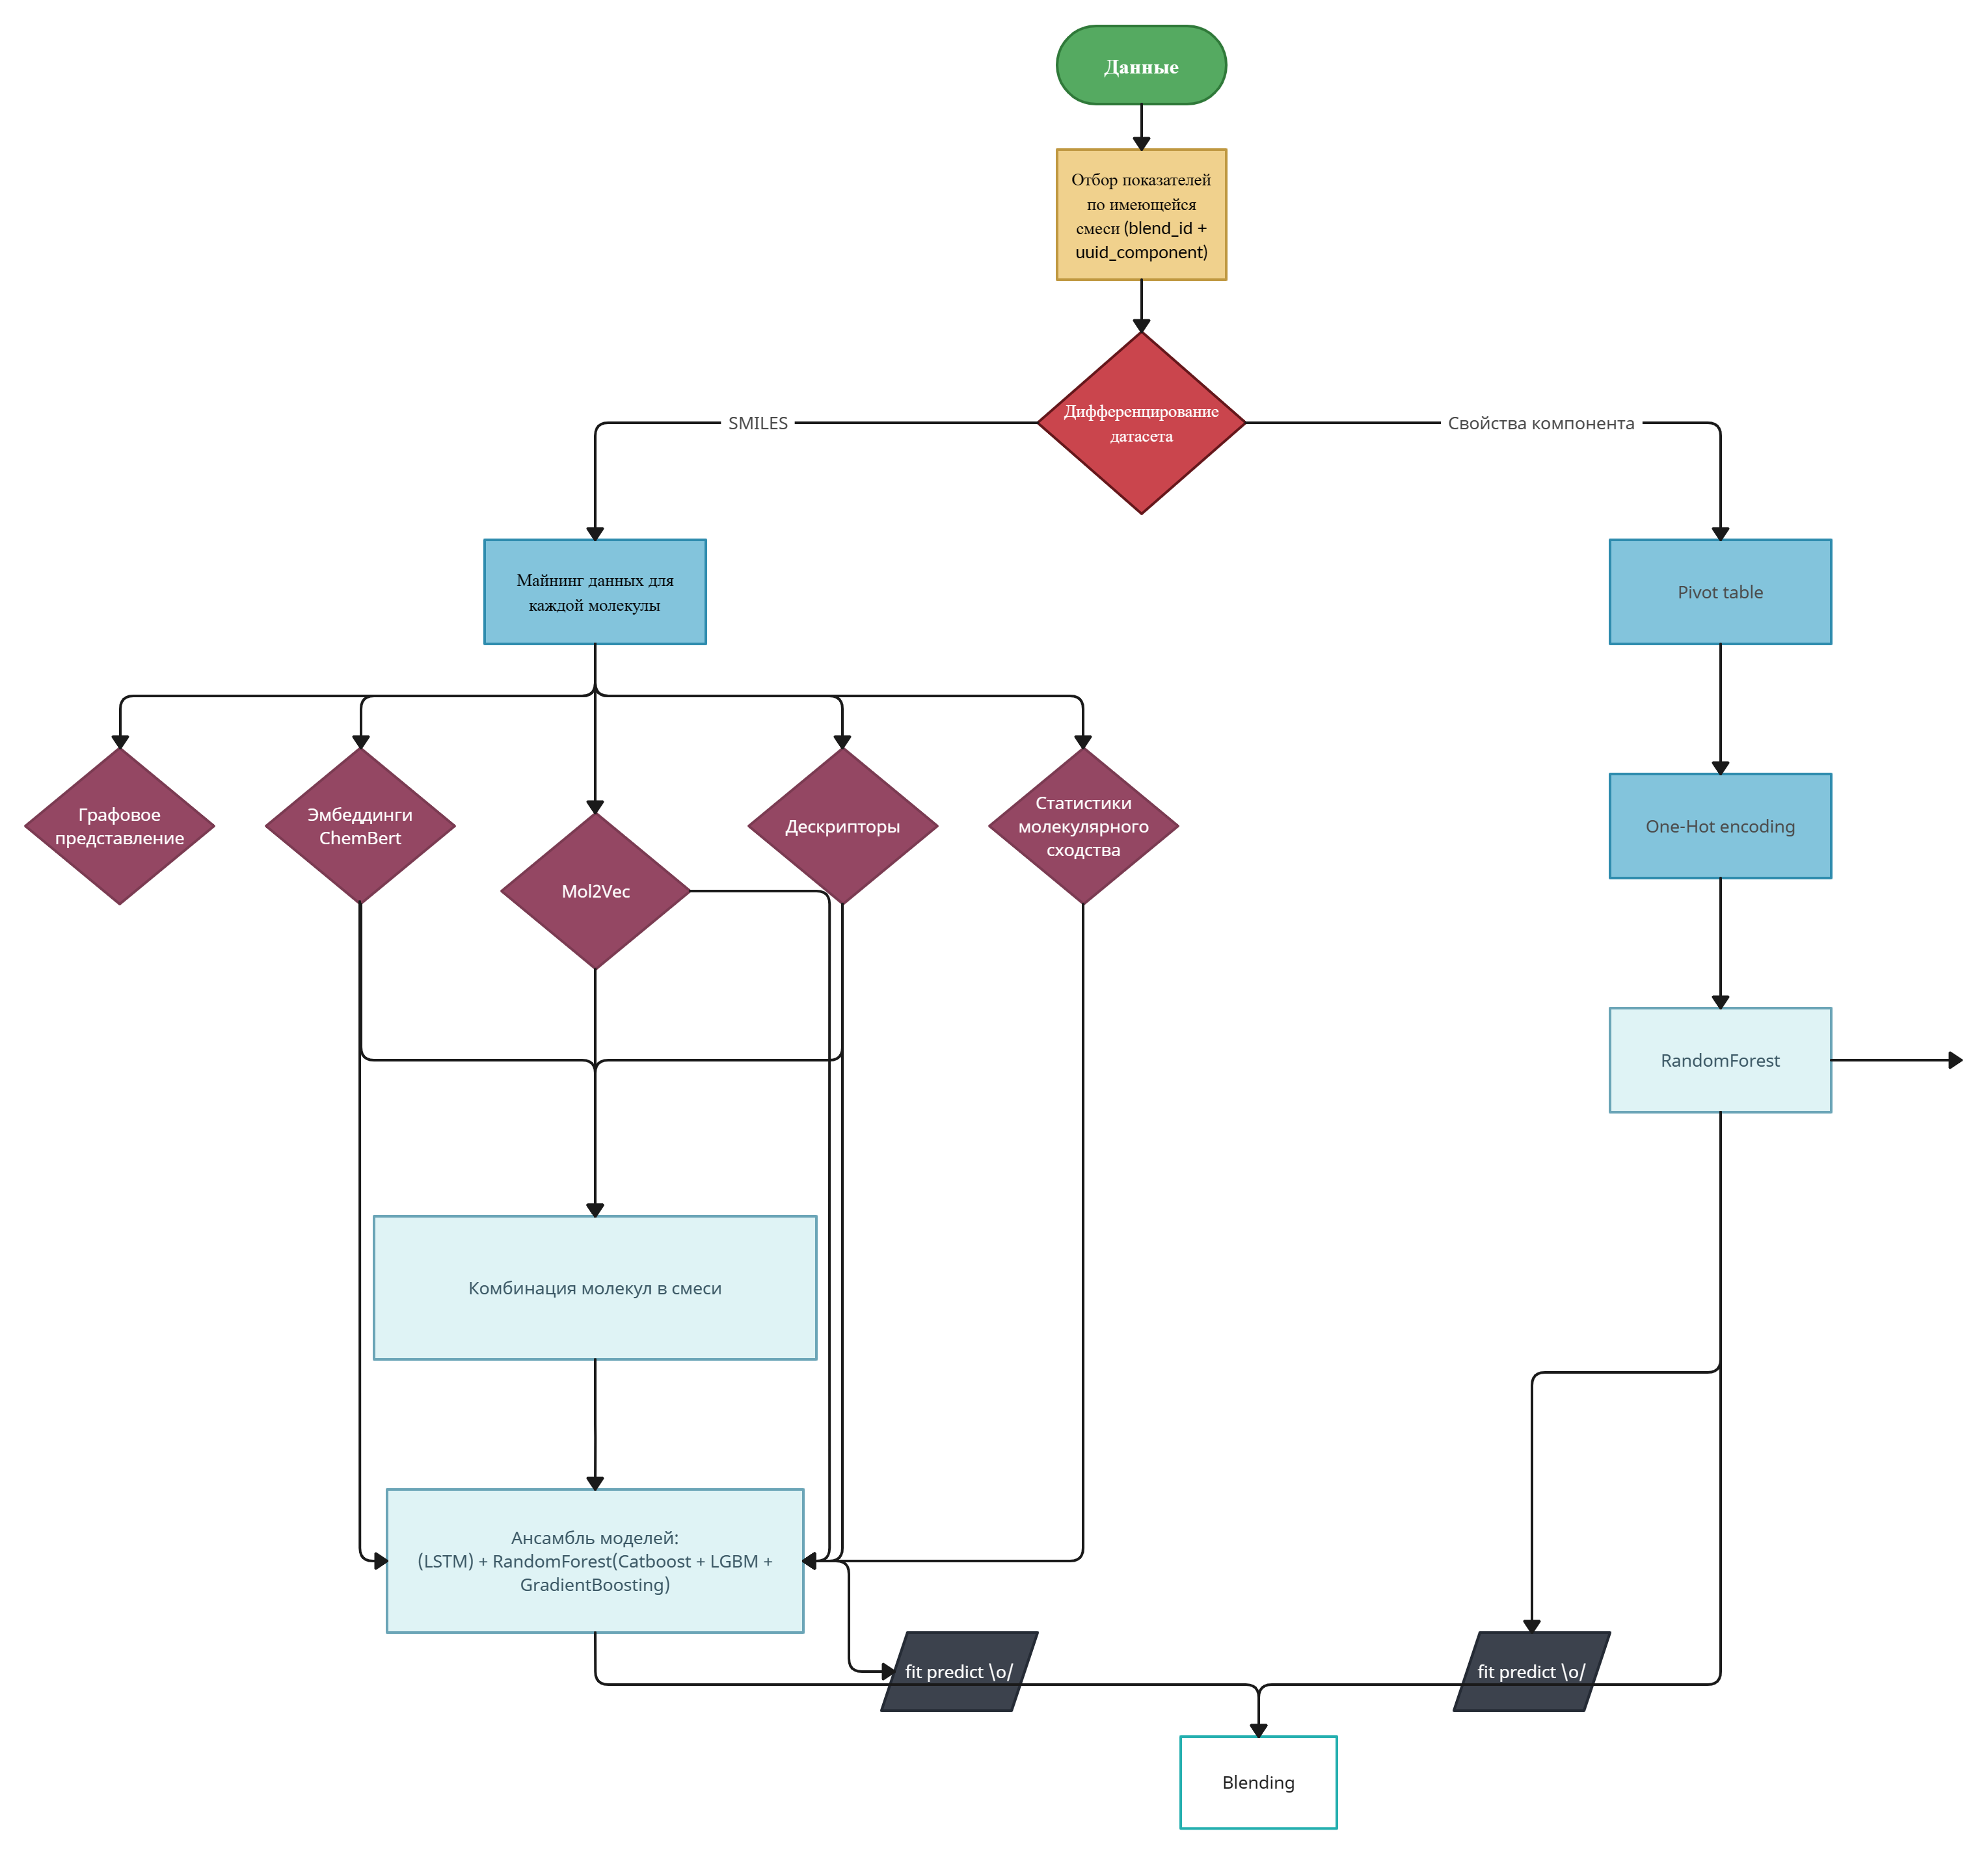 Данные
Отбор показателей
по имеющейся
смеси (blend_id +
uuid_component)
Дифференцирование
датасета
SMILES
Свойства компонента
Майнинг данных для
каждой молекулы
Pivot table
Графовое
представление
Эмбеддинги
ChemBert
Mol2Vec
Дескрипторы
Статистики
молекулярного
сходства
One-Hot encoding
RandomForest
Комбинация молекул в смеси
Ансамбль моделей:
(LSTM) + RandomForest(Catboost + LGBM +
GradientBoosting)
fit predict \o/
fit predict \o/
Blending